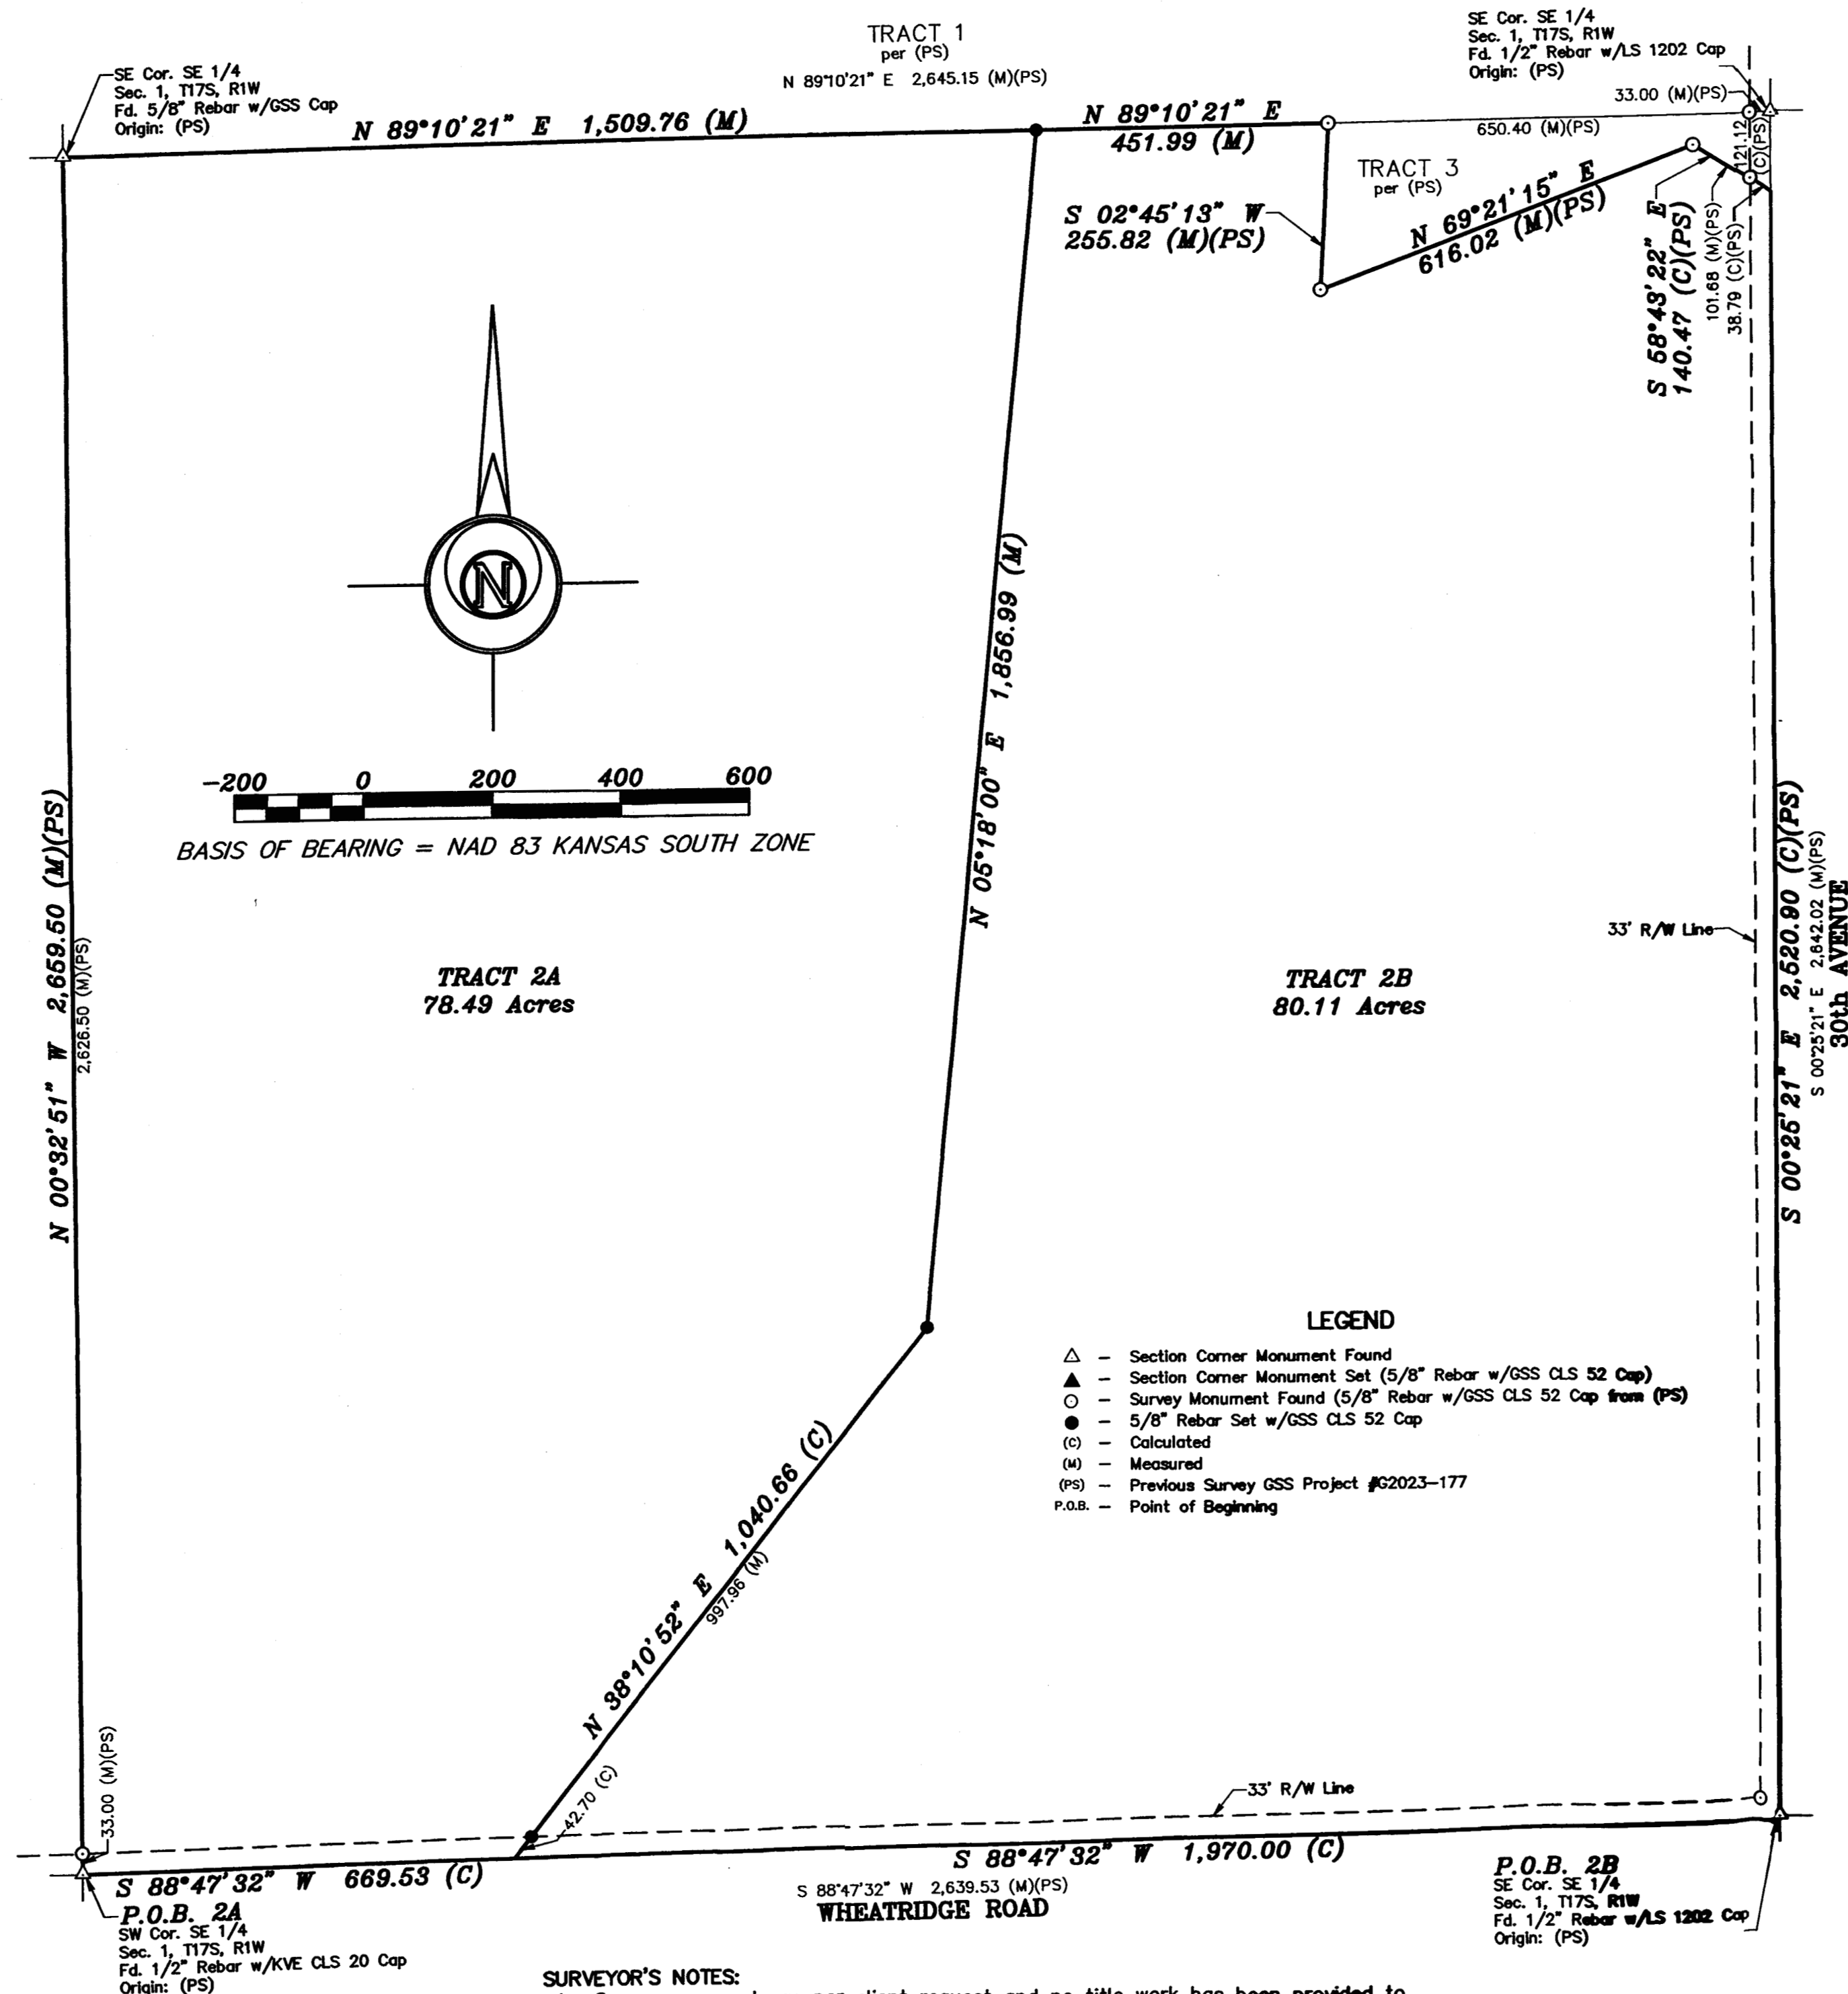 TRACT 1
per (PS)
N 89°10'21" E 2,645.15 (M)(PS)
SE Cor. SE 1/4
Sec. 1, T17S, R1W
Fd. 5/8" Rebar w/GSS Cap
Origin: (PS)
SE Cor. SE 1/4
Sec. 1, T17S, R1W
Fd. 1/2" Rebar w/LS 1202 Cap
Origin: (PS)
33.00 (M)(PS)
N 89°10'21" E 1,509.76 (M)
N 89°10'21" E
451.99 (M)
650.40 (M)(PS)
121.12
(C)(PS)
TRACT 3
per (PS)
S 02°45'13" W
255.82 (M)(PS)
N 69°21'15" E
616.02 (M)(PS)
S 58°43'22" E
140.47 (C)(PS)
101.68 (M)(PS)
38.79 (C)(PS)
N
N 05°18'00" E 1,856.99 (M)
-200 0 200 400 600
BASIS OF BEARING = NAD 83 KANSAS SOUTH ZONE
N 00°32'51" W 2,659.50 (M)(PS)
2,626.50 (M)(PS)
TRACT 2A
78.49 Acres
TRACT 2B
80.11 Acres
33' R/W Line
S 00°25'21" E 2,520.90 (C)(PS)
S 00°25'21" E 2,642.02 (M)(PS)
30th AVENUE
LEGEND
△ – Section Corner Monument Found
▲ – Section Corner Monument Set (5/8" Rebar w/GSS CLS 52 Cap)
⊙ – Survey Monument Found (5/8" Rebar w/GSS CLS 52 Cap from (PS)
● – 5/8" Rebar Set w/GSS CLS 52 Cap
(C) – Calculated
(M) – Measured
(PS) – Previous Survey GSS Project #G2023-177
P.O.B. – Point of Beginning
N 38°10'52" E 1,040.66 (C)
997.96 (M)
42.70 (C)
33.00 (M)(PS)
33' R/W Line
S 88°47'32" W 669.53 (C)
S 88°47'32" W 1,970.00 (C)
S 88°47'32" W 2,639.53 (M)(PS)
WHEATRIDGE ROAD
P.O.B. 2A
SW Cor. SE 1/4
Sec. 1, T17S, R1W
Fd. 1/2" Rebar w/KVE CLS 20 Cap
Origin: (PS)
P.O.B. 2B
SE Cor. SE 1/4
Sec. 1, T17S, R1W
Fd. 1/2" Rebar w/LS 1202 Cap
Origin: (PS)
SURVEYOR'S NOTES:
per client request and no title work has been provided to